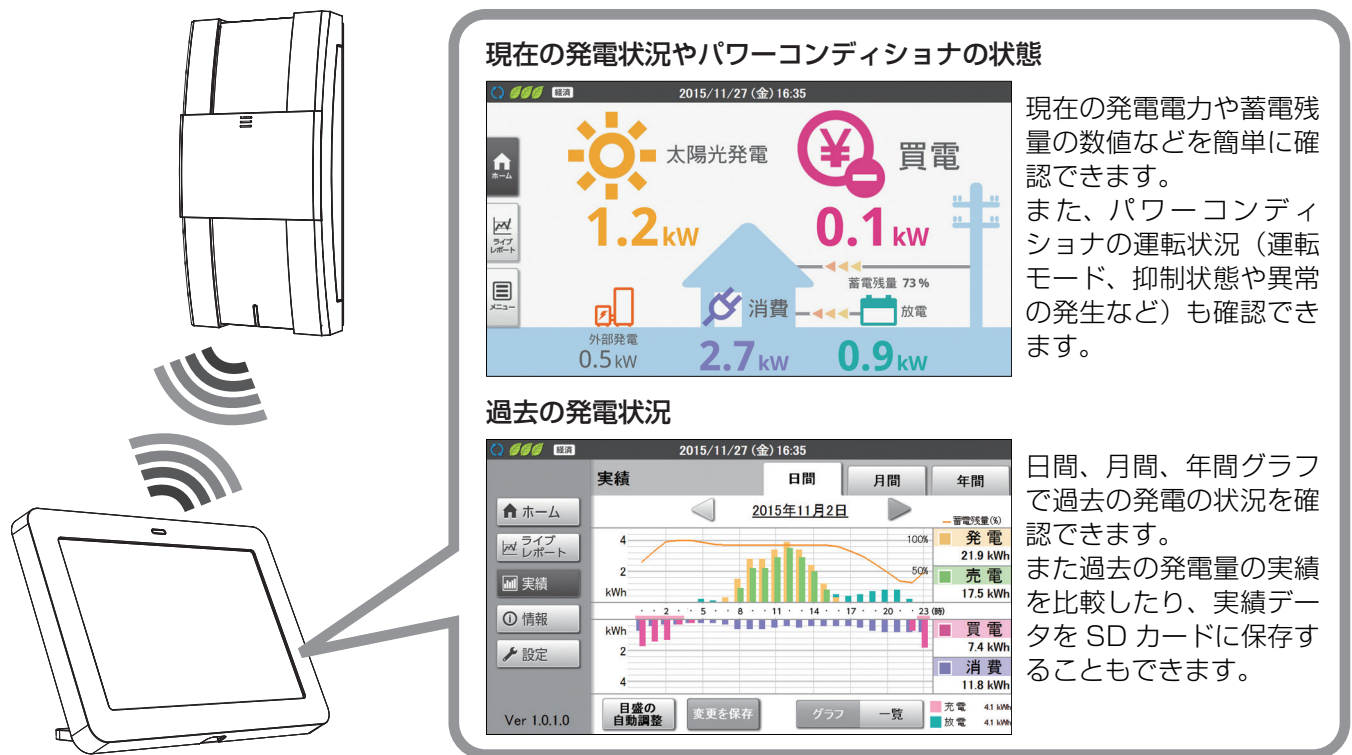 現在の発電状況やパワーコンディショナの状態
経済 2015/11/27 (金) 16:35
太陽光発電
買電
ホーム
1.2kW
0.1kW
ライブ
レポート
蓄電残量 73%
メニュー
消費
放電
外部発電
0.5kW
2.7kW
0.9kW
現在の発電電力や蓄電残
量の数値などを簡単に確
認できます。
また、パワーコンディ
ショナの運転状況（運転
モード、抑制状態や異常
の発生など）も確認でき
ます。
過去の発電状況
経済 2015/11/27 (金) 16:35
実績 日間 月間 年間
ホーム
ライブ
レポート
実績
情報
設定
Ver 1.0.1.0
2015年11月2日
蓄電残量(%)
4 100%
2 50%
kWh
・ ・ 2 ・ ・ 5 ・ ・ 8 ・ ・ 11 ・ ・ 14 ・ ・ 17 ・ ・ 20 ・ ・ 23 (時)
kWh
2
4
発電
21.9 kWh
売電
17.5 kWh
買電
7.4 kWh
消費
11.8 kWh
目盛の
自動調整
変更を保存
グラフ 一覧
充電 4.1 kWh
放電 4.1 kWh
日間、月間、年間グラフ
で過去の発電の状況を確
認できます。
また過去の発電量の実績
を比較したり、実績デー
タを SD カードに保存す
ることもできます。